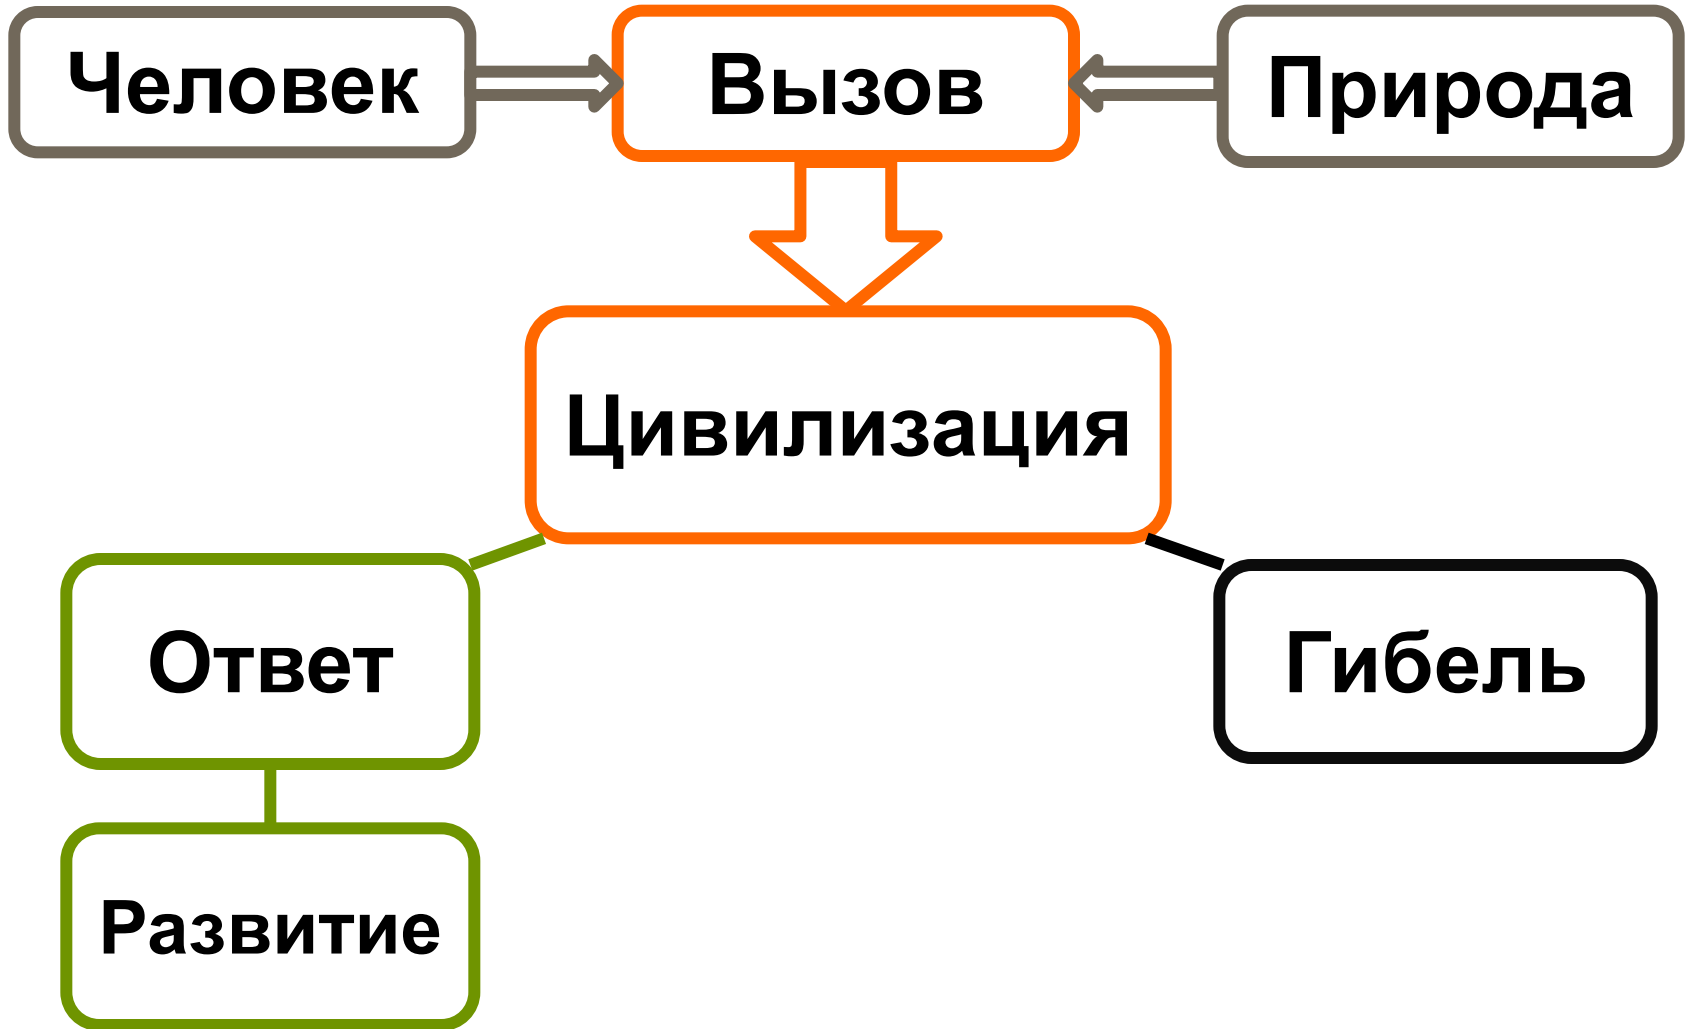 Человек
Вызов
Природа
Цивилизация
Ответ
Гибель
Развитие